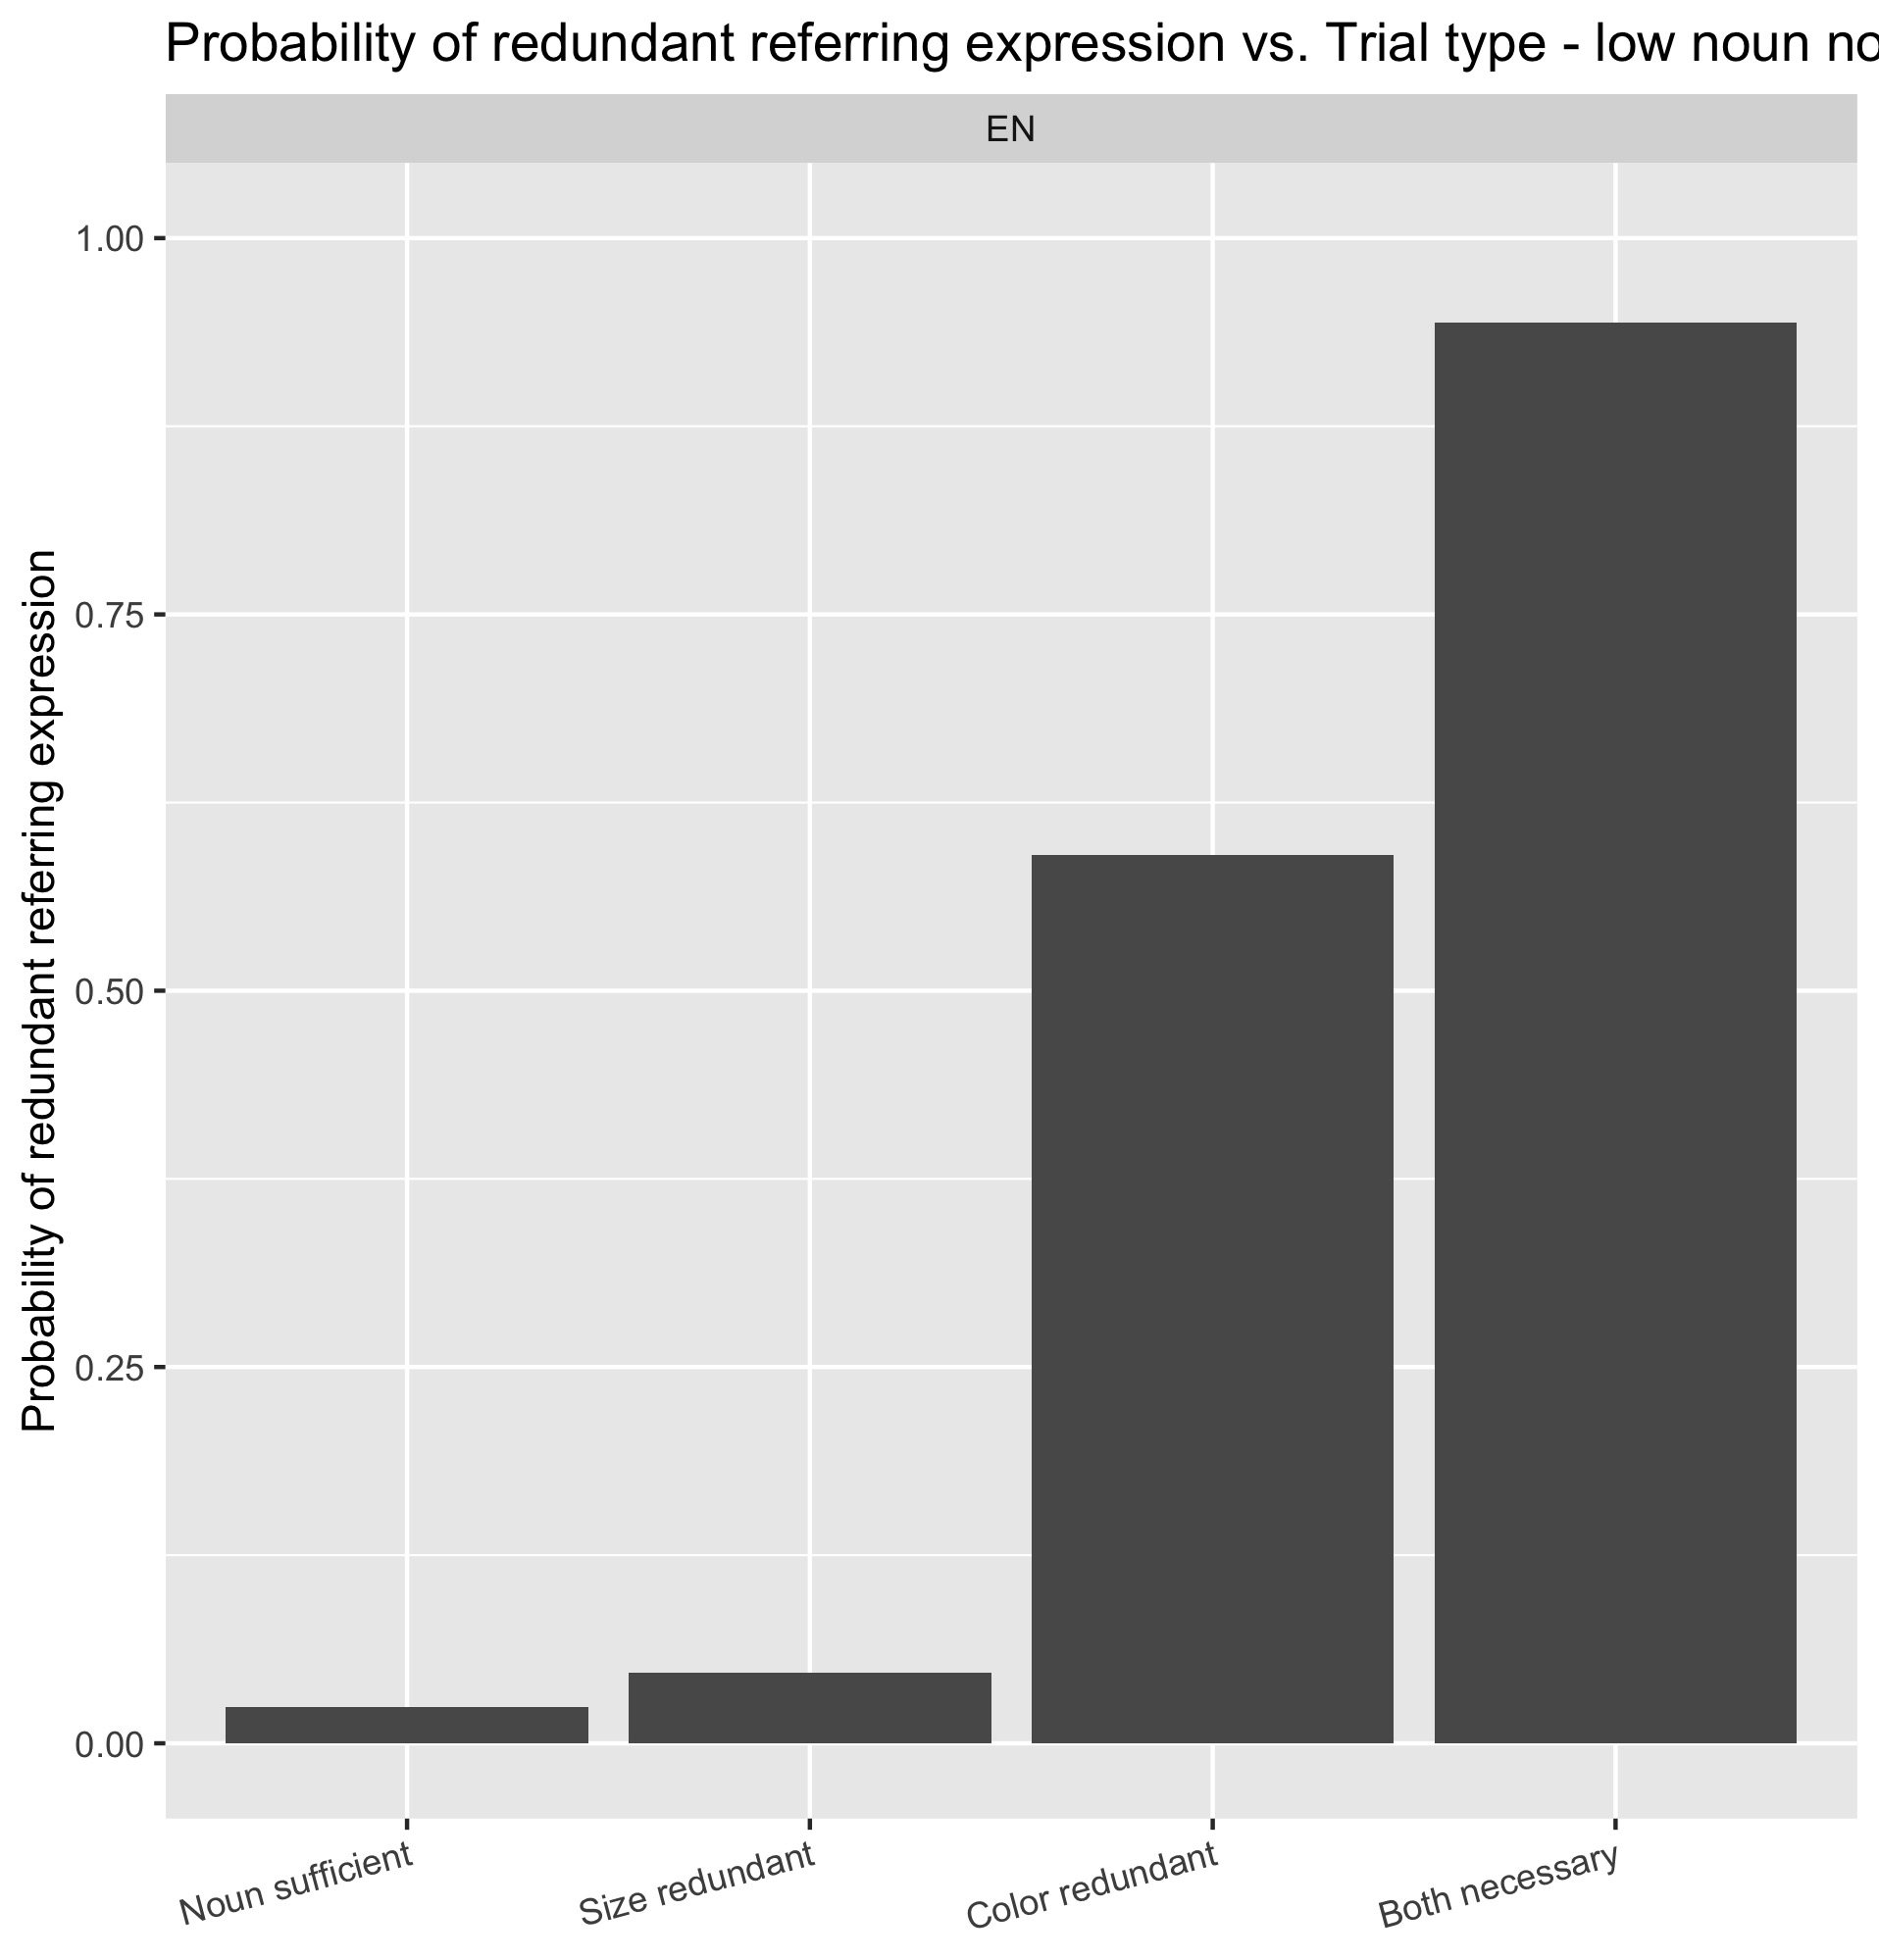 Probability of redundant referring expression vs. Trial type - low noun no
EN
Probability of redundant referring expression
1.00
0.75
0.50
0.25
0.00
Noun sufficient
Size redundant
Color redundant
Both necessary